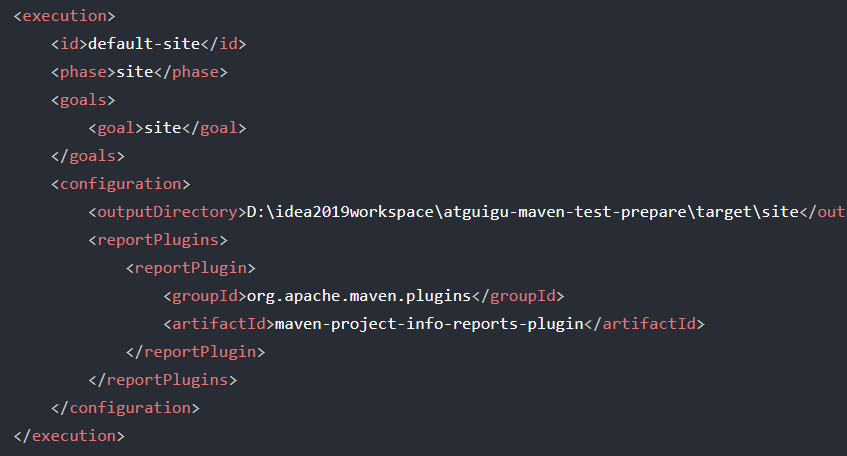 <execution>
    <id>default-site</id>
    <phase>site</phase>
    <goals>
        <goal>site</goal>
    </goals>
    <configuration>
        <outputDirectory>D:\idea2019workspace\atguigu-maven-test-prepare\target\site</out
        <reportPlugins>
            <reportPlugin>
                <groupId>org.apache.maven.plugins</groupId>
                <artifactId>maven-project-info-reports-plugin</artifactId>
            </reportPlugin>
        </reportPlugins>
    </configuration>
</execution>